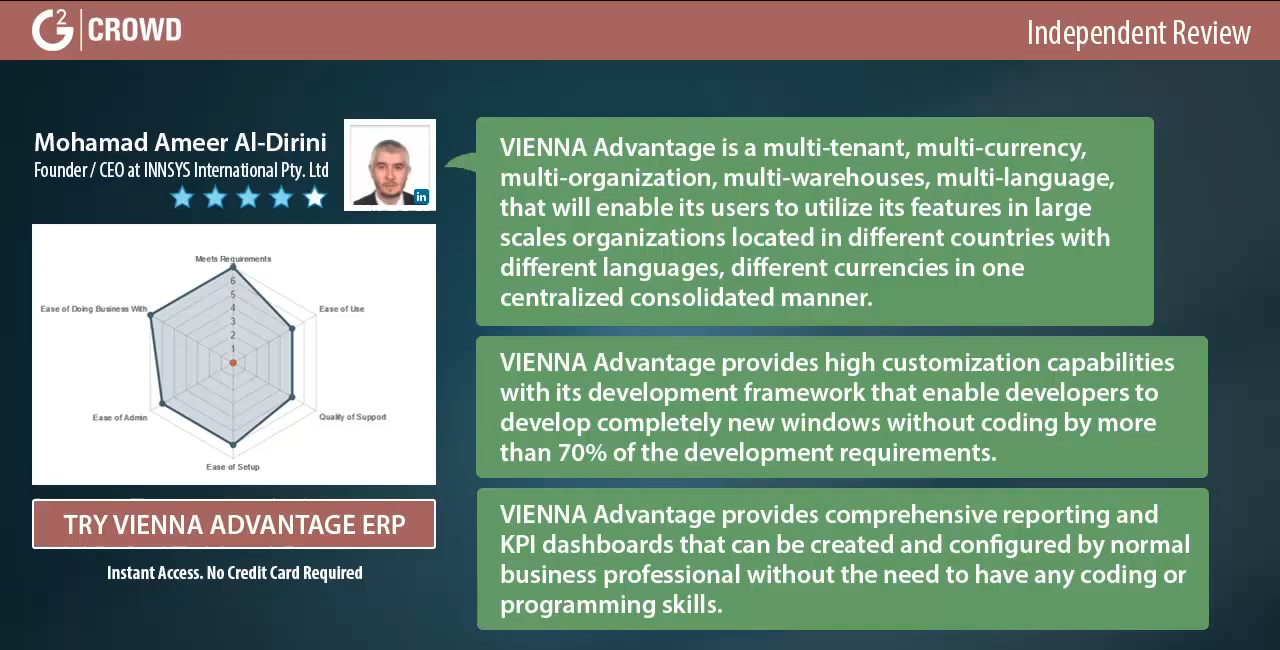 G2 CROWD
Independent Review
Mohamad Ameer Al-Dirini
Founder / CEO at INNSYS International Pty. Ltd
in
Meets Requirements
Ease of Use
Quality of Support
Ease of Setup
Ease of Admin
Ease of Doing Business With
6
5
4
3
2
1
TRY VIENNA ADVANTAGE ERP
Instant Access. No Credit Card Required
VIENNA Advantage is a multi-tenant, multi-currency,
multi-organization, multi-warehouses, multi-language,
that will enable its users to utilize its features in large
scales organizations located in different countries with
different languages, different currencies in one
centralized consolidated manner.
VIENNA Advantage provides high customization capabilities
with its development framework that enable developers to
develop completely new windows without coding by more
than 70% of the development requirements.
VIENNA Advantage provides comprehensive reporting and
KPI dashboards that can be created and configured by normal
business professional without the need to have any coding or
programming skills.